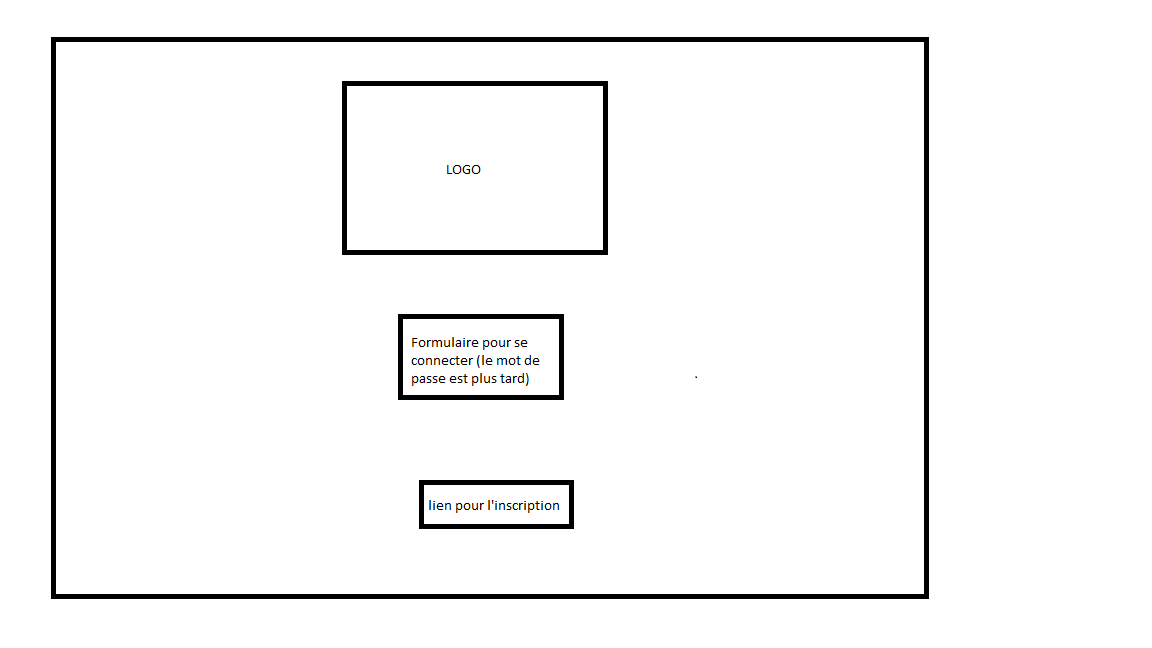 LOGO
Formulaire pour se
connecter (le mot de
passe est plus tard)
lien pour l'inscription